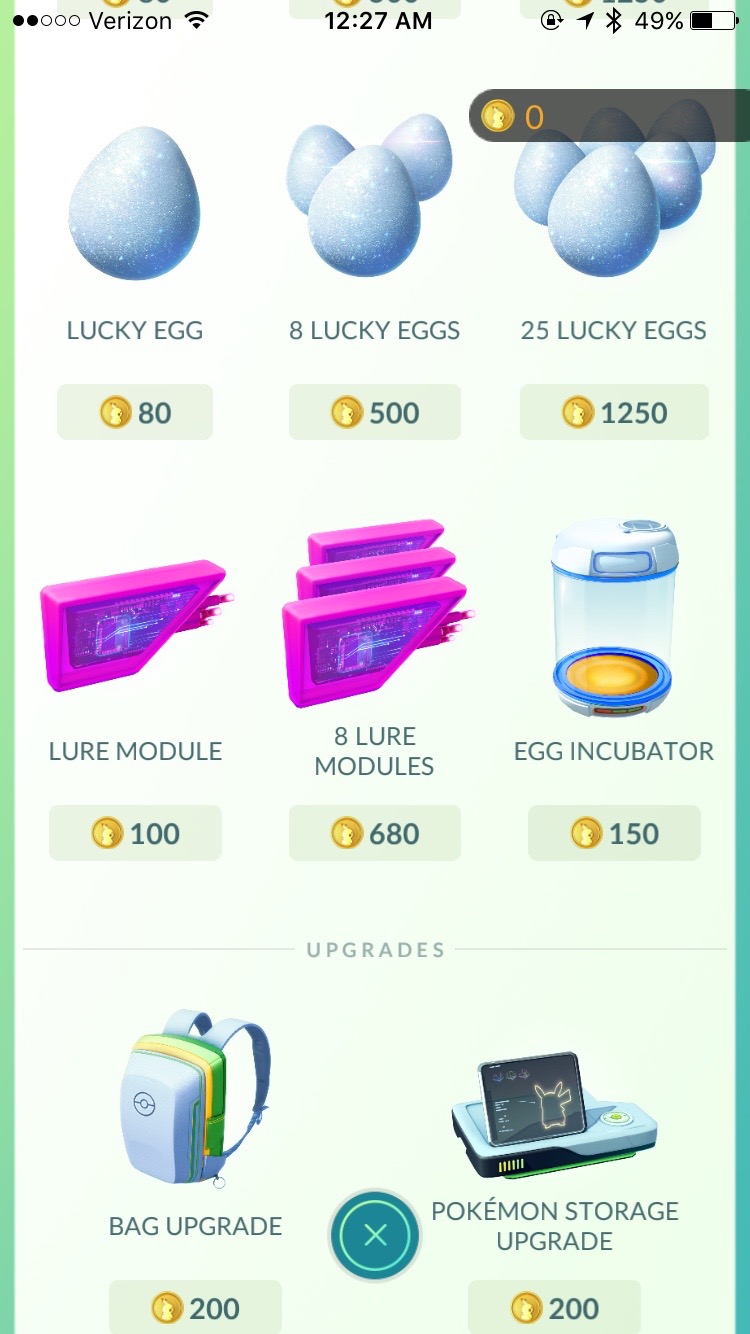 Verizon 12:27 AM 49%
0
LUCKY EGG 8 LUCKY EGGS 25 LUCKY EGGS
80 500 1250
LURE MODULE 8 LURE MODULES EGG INCUBATOR
100 680 150
UPGRADES
BAG UPGRADE POKÉMON STORAGE UPGRADE
200 200